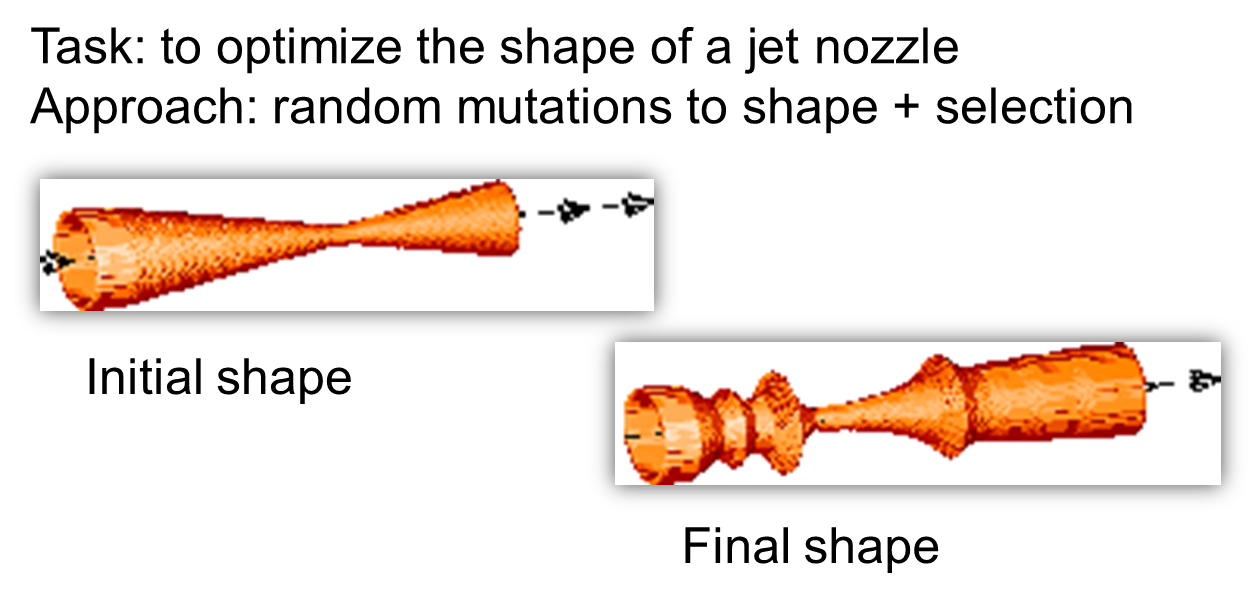 Task: to optimize the shape of a jet nozzle
Approach: random mutations to shape + selection
Initial shape
Final shape